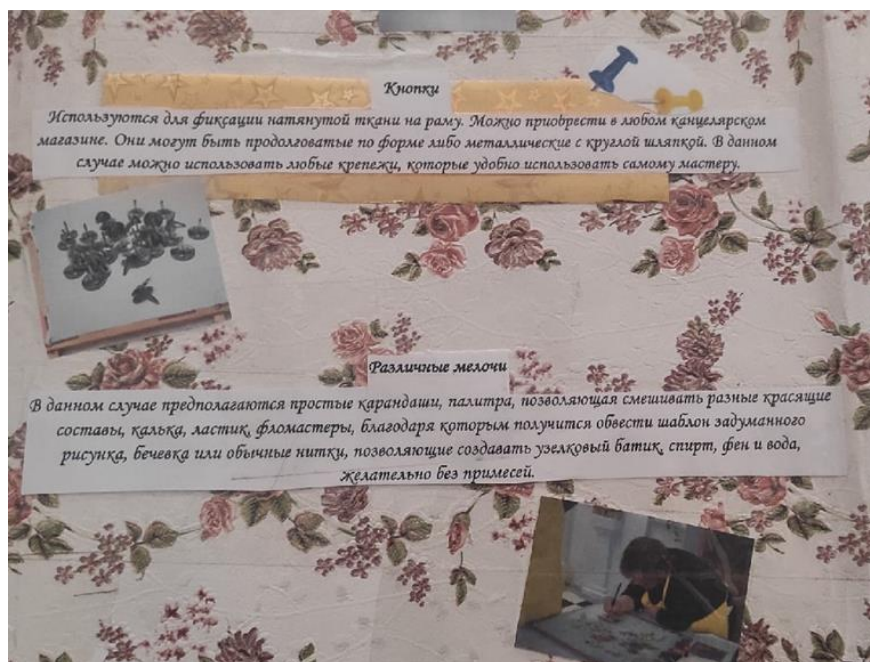 Кнопки
Используются для фиксации натянутой ткани на раму. Можно приобрести в любом канцелярском
магазине. Они могут быть продолговатые по форме либо металлические с круглой шляпкой. В данном
случае можно использовать любые крепежи, которые удобно использовать самому мастеру.
Различные мелочи
В данном случае предполагаются простые карандаши, палитра, позволяющая смешивать разные красящие
составы, калька, ластик, фломастеры, благодаря которым получится обвести шаблон задуманного
рисунка, бечевка или обычные нитки, позволяющие создавать узелковый батик, спирт, фен и вода,
желательно без примесей.